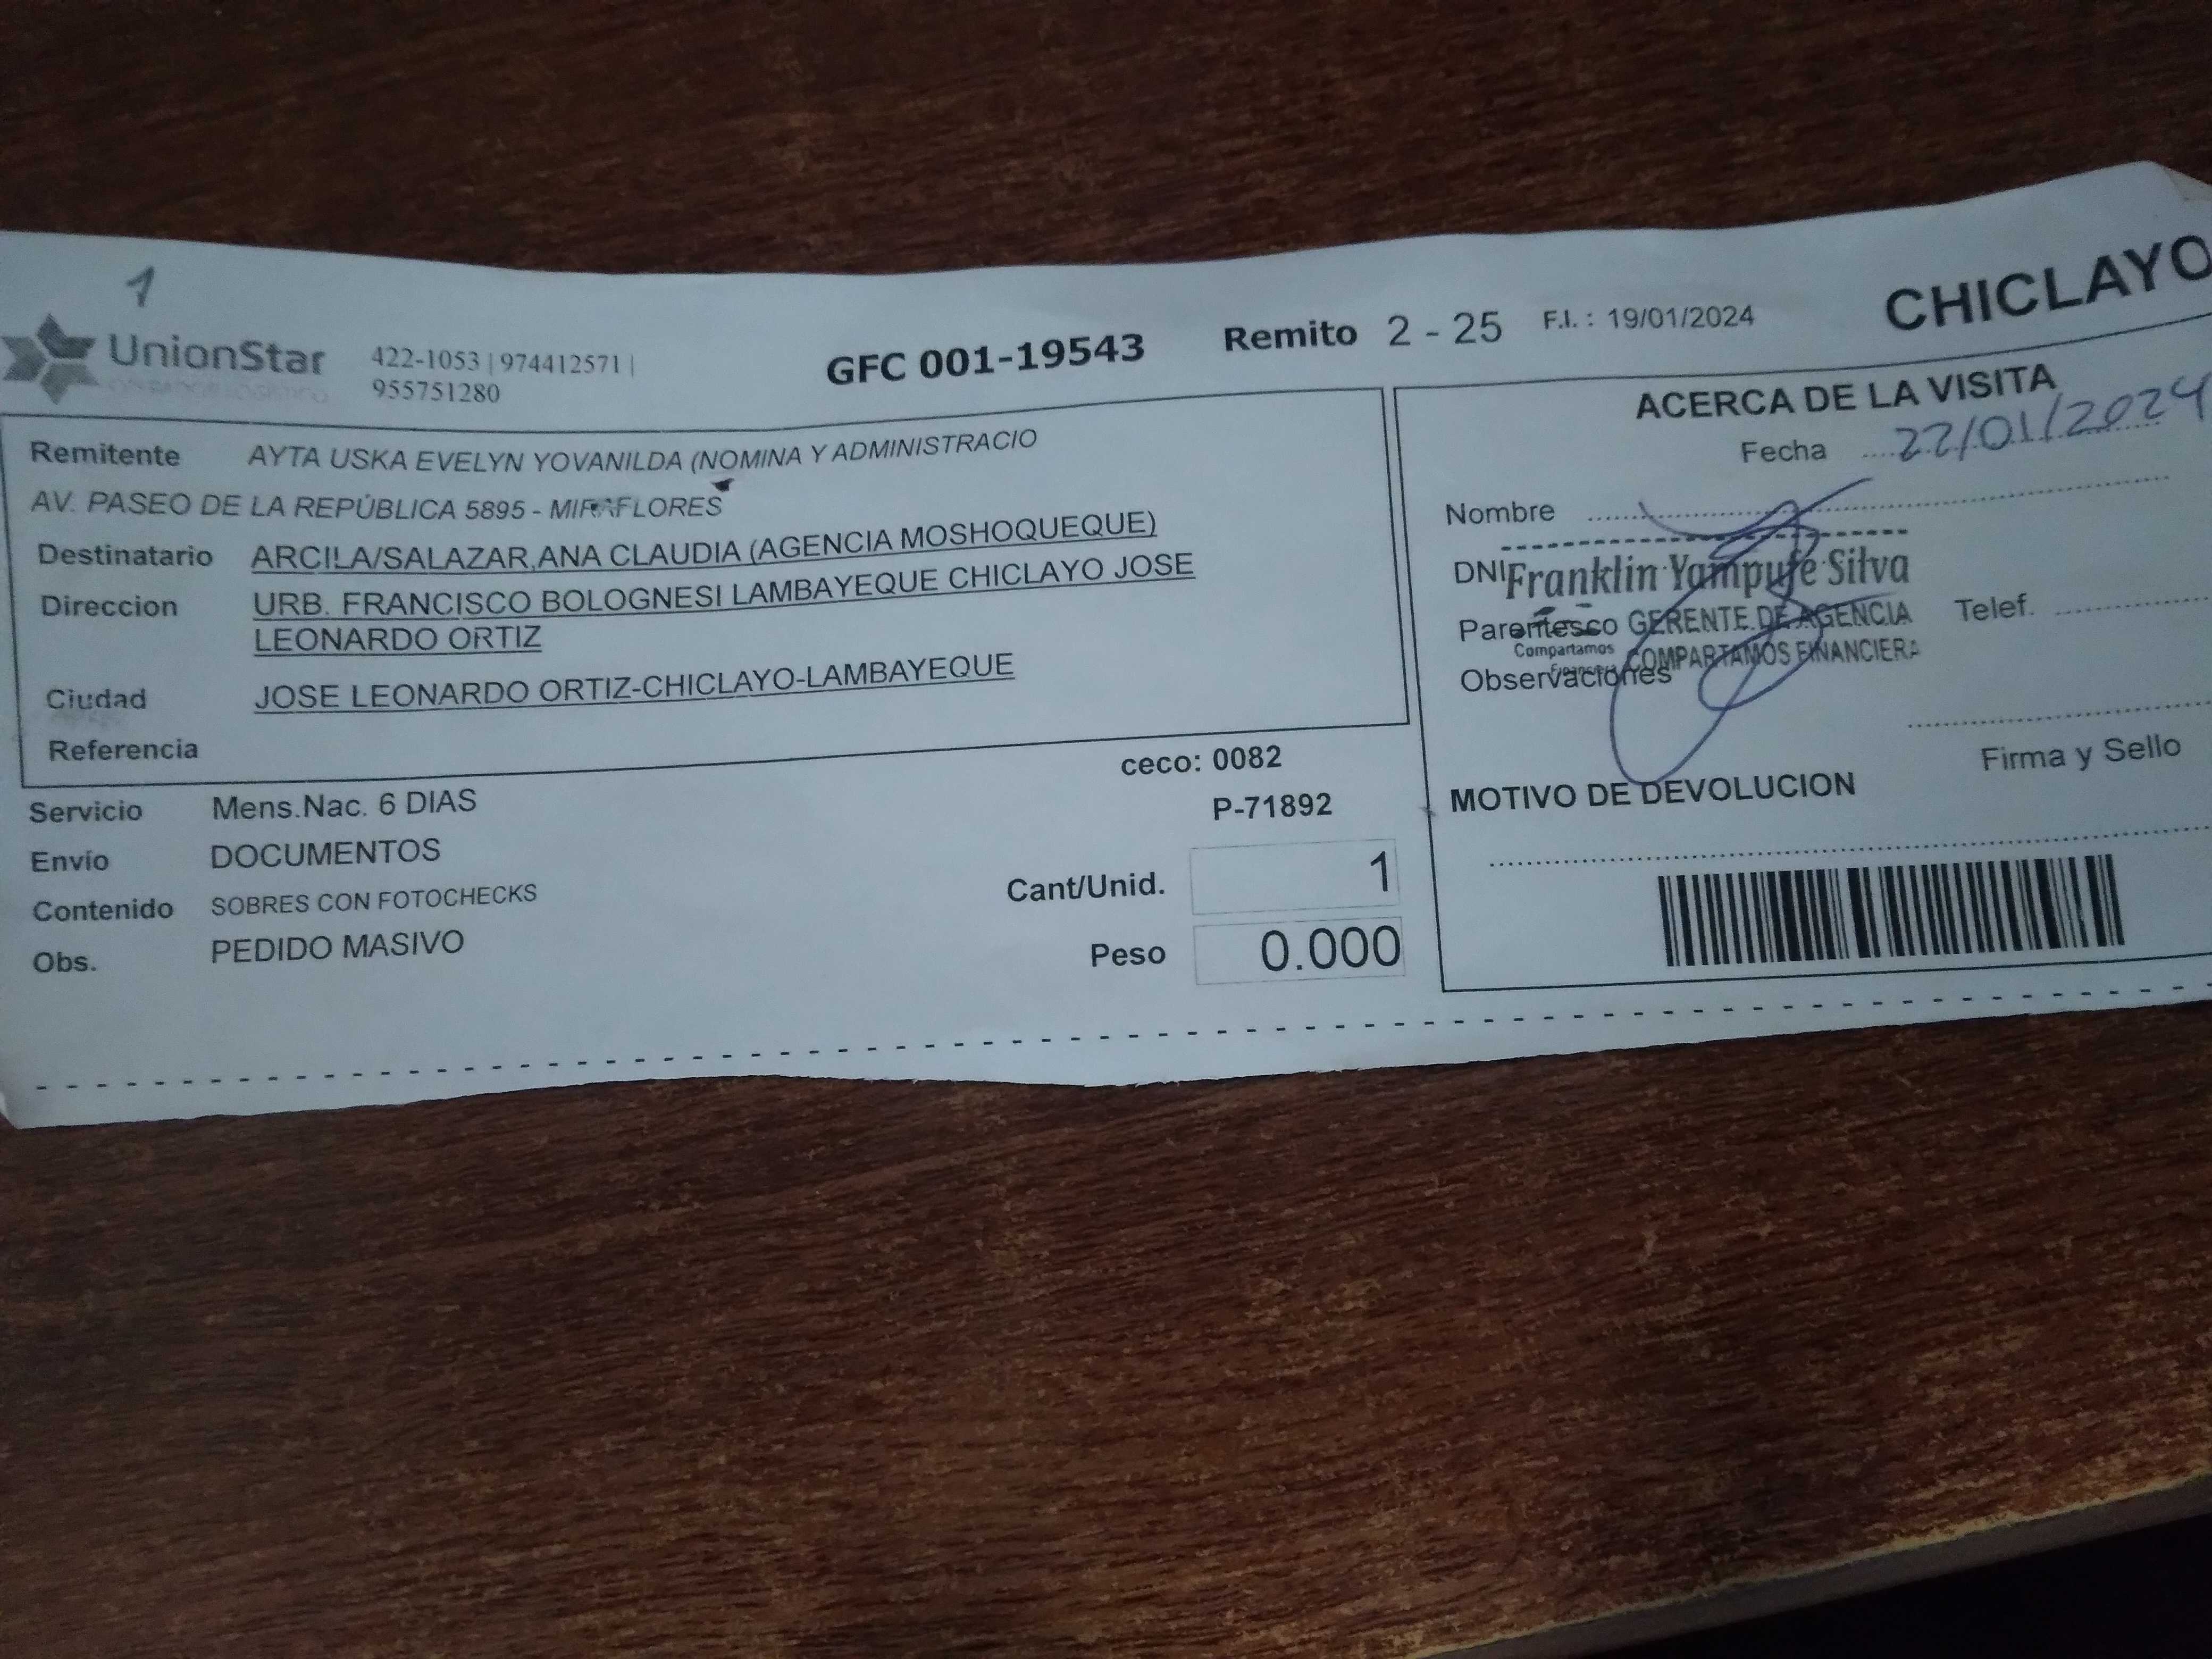 1
UnionStar
OPERADOR LOGISTICO
422-1053 | 974412571 |
955751280
GFC 001-19543
Remito 2 - 25
F.I. : 19/01/2024
CHICLAYO
Remitente AYTA USKA EVELYN YOVANILDA (NOMINA Y ADMINISTRACIO
AV. PASEO DE LA REPÚBLICA 5895 - MIRAFLORES
Destinatario ARCILA/SALAZAR,ANA CLAUDIA (AGENCIA MOSHOQUEQUE)
Direccion URB. FRANCISCO BOLOGNESI LAMBAYEQUE CHICLAYO JOSE
LEONARDO ORTIZ
Ciudad JOSE LEONARDO ORTIZ-CHICLAYO-LAMBAYEQUE
Referencia
ceco: 0082
Servicio Mens.Nac. 6 DIAS
P-71892
Envío DOCUMENTOS
Contenido SOBRES CON FOTOCHECKS
Cant/Unid. 1
Obs. PEDIDO MASIVO
Peso 0.000
ACERCA DE LA VISITA
Fecha 22/01/2024
Nombre
DNI
Franklin Yampufé Silva
Parentesco
GERENTE DE AGENCIA
Telef.
Compartamos
Financiera
COMPARTAMOS FINANCIERA
Observaciones
Firma y Sello
MOTIVO DE DEVOLUCION